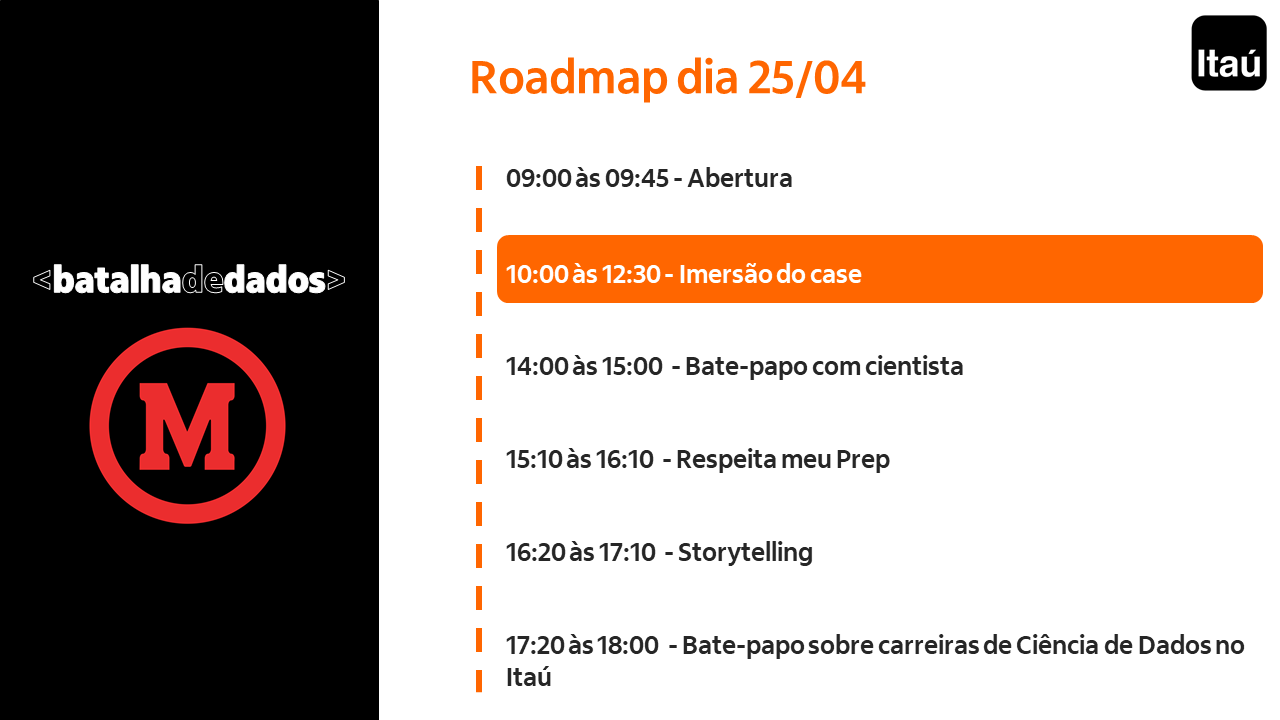 <batalhadedados>
M
Roadmap dia 25/04
Itaú
09:00 às 09:45 - Abertura
10:00 às 12:30 - Imersão do case
14:00 às 15:00 - Bate-papo com cientista
15:10 às 16:10 - Respeita meu Prep
16:20 às 17:10 - Storytelling
17:20 às 18:00 - Bate-papo sobre carreiras de Ciência de Dados no
Itaú